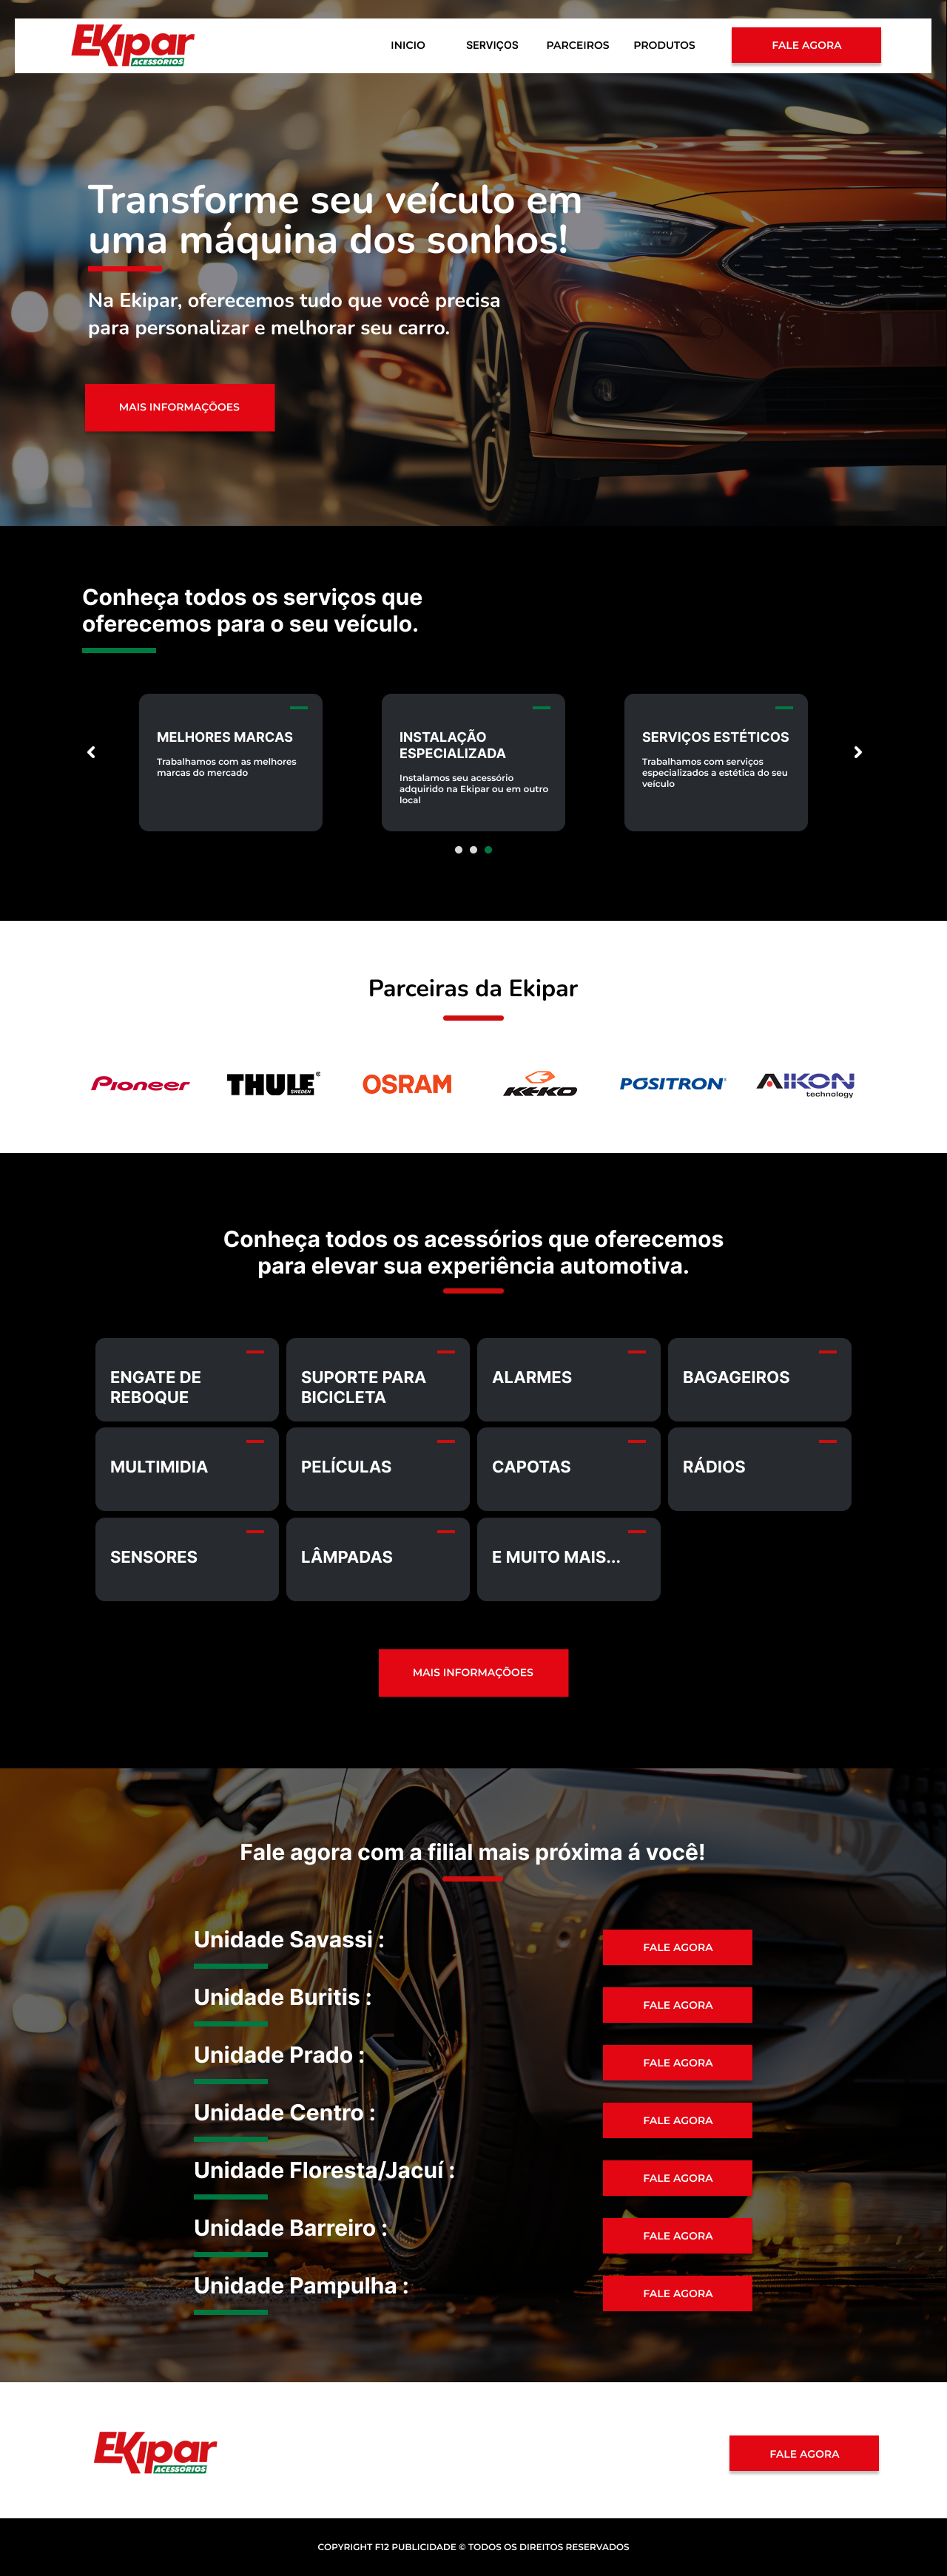 EKipar
ACESSORIOS
INICIO
SERVIÇOS
PARCEIROS
PRODUTOS
FALE AGORA
Transforme seu veículo em
uma máquina dos sonhos!
Na Ekipar, oferecemos tudo que você precisa
para personalizar e melhorar seu carro.
MAIS INFORMAÇÕOES
Conheça todos os serviços que
oferecemos para o seu veículo.
MELHORES MARCAS
Trabalhamos com as melhores
marcas do mercado
INSTALAÇÃO
ESPECIALIZADA
Instalamos seu acessório
adquirido na Ekipar ou em outro
local
SERVIÇOS ESTÉTICOS
Trabalhamos com serviços
especializados a estética do seu
veículo
Parceiras da Ekipar
Pioneer
THULE®
SWEDEN
OSRAM
KEKO
PÓSITRON®
AIKON
technology
Conheça todos os acessórios que oferecemos
para elevar sua experiência automotiva.
ENGATE DE
REBOQUE
SUPORTE PARA
BICICLETA
ALARMES
BAGAGEIROS
MULTIMIDIA
PELÍCULAS
CAPOTAS
RÁDIOS
SENSORES
LÂMPADAS
E MUITO MAIS...
MAIS INFORMAÇÕOES
Fale agora com a filial mais próxima á você!
Unidade Savassi :
FALE AGORA
Unidade Buritis :
FALE AGORA
Unidade Prado :
FALE AGORA
Unidade Centro :
FALE AGORA
Unidade Floresta/Jacuí :
FALE AGORA
Unidade Barreiro :
FALE AGORA
Unidade Pampulha :
FALE AGORA
EKipar
ACESSORIOS
FALE AGORA
COPYRIGHT F12 PUBLICIDADE © TODOS OS DIREITOS RESERVADOS